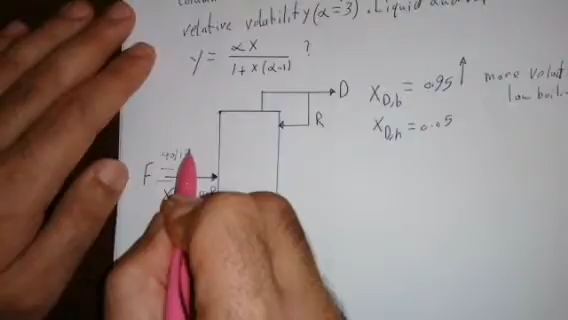 relative volatility (α=3). Liquid and
y = αx / 1+x(α-1) ?
D
X_D,b = 0.95 ↑ more volat
low boil
X_D,n = 0.05
R
F =